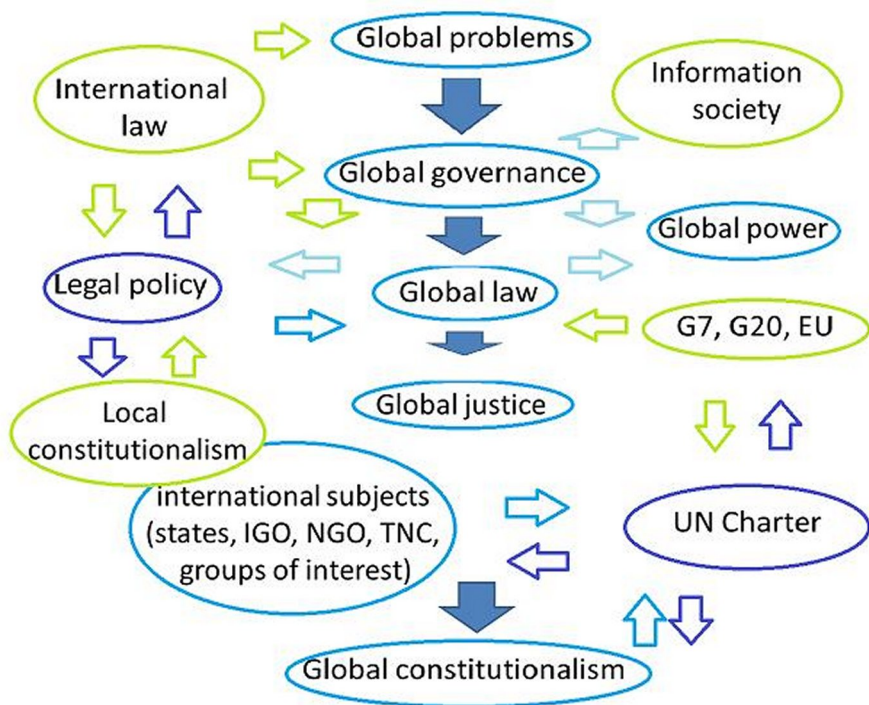 Global problems
International
law
Information
society
Global governance
Global power
Legal policy
Global law
G7, G20, EU
Global justice
Local
constitutionalism
international subjects
(states, IGO, NGO, TNC,
groups of interest)
UN Charter
Global constitutionalism